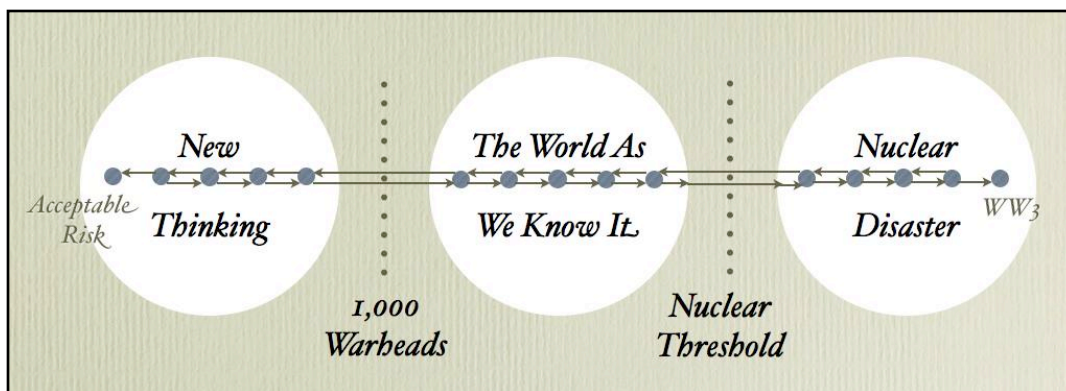 New
Thinking
Acceptable
Risk
1,000
Warheads
The World As
We Know It
Nuclear
Threshold
Nuclear
Disaster
WW3